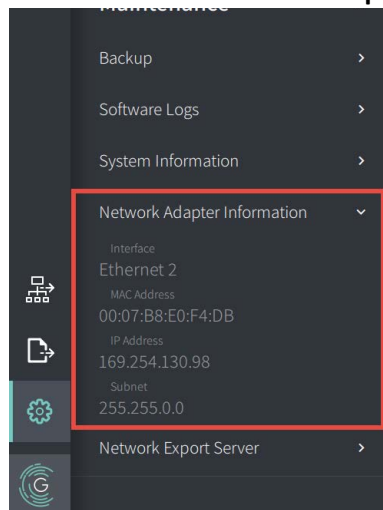 Maintenance
Backup
Software Logs
System Information
Network Adapter Information
Interface
Ethernet 2
MAC Address
00:07:B8:E0:F4:DB
IP Address
169.254.130.98
Subnet
255.255.0.0
Network Export Server
G